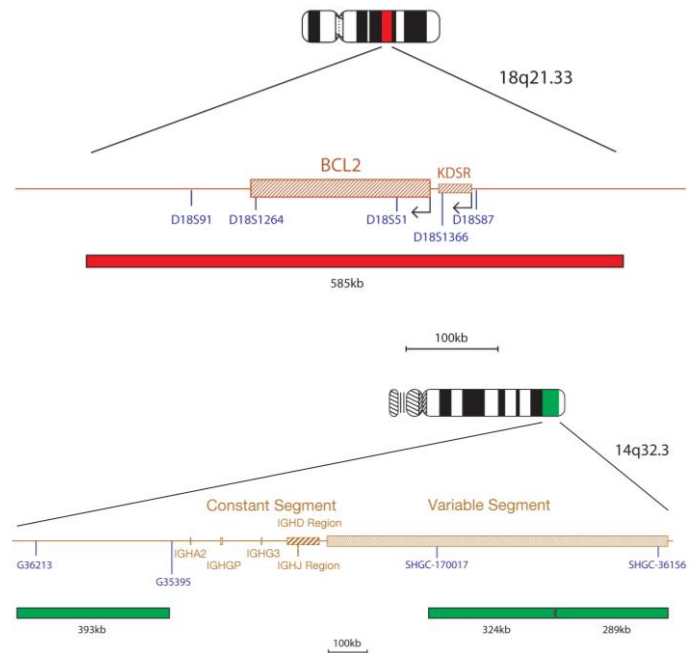 18q21.33
BCL2
KDSR
D18S91
D18S1264
D18S51
D18S87
D18S1366
585kb
100kb
14q32.3
Constant Segment
Variable Segment
IGHD Region
IGHA2
IGHG3
IGHGP
IGHJ Region
G36213
G35395
SHGC-170017
SHGC-36156
393kb
324kb
289kb
100kb